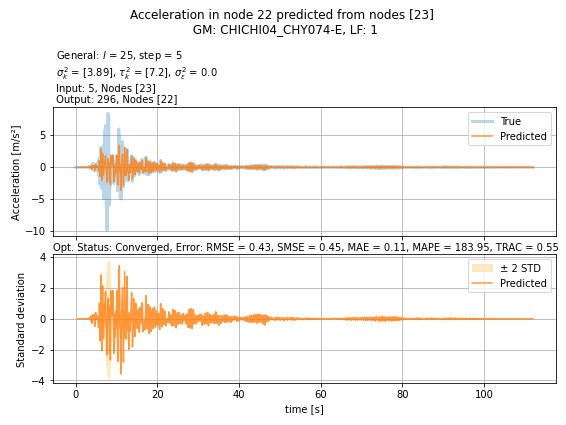 Acceleration in node 22 predicted from nodes [23]
GM: CHICHI04_CHY074-E, LF: 1
General: l = 25, step = 5
σ²ₖ = [3.89], τ²ₖ = [7.2], σ²ε = 0.0
Input: 5, Nodes [23]
Output: 296, Nodes [22]
Acceleration [m/s²]
5
0
−5
−10
True
Predicted
Opt. Status: Converged, Error: RMSE = 0.43, SMSE = 0.45, MAE = 0.11, MAPE = 183.95, TRAC = 0.55
Standard deviation
4
2
0
−2
−4
± 2 STD
Predicted
0 20 40 60 80 100
time [s]